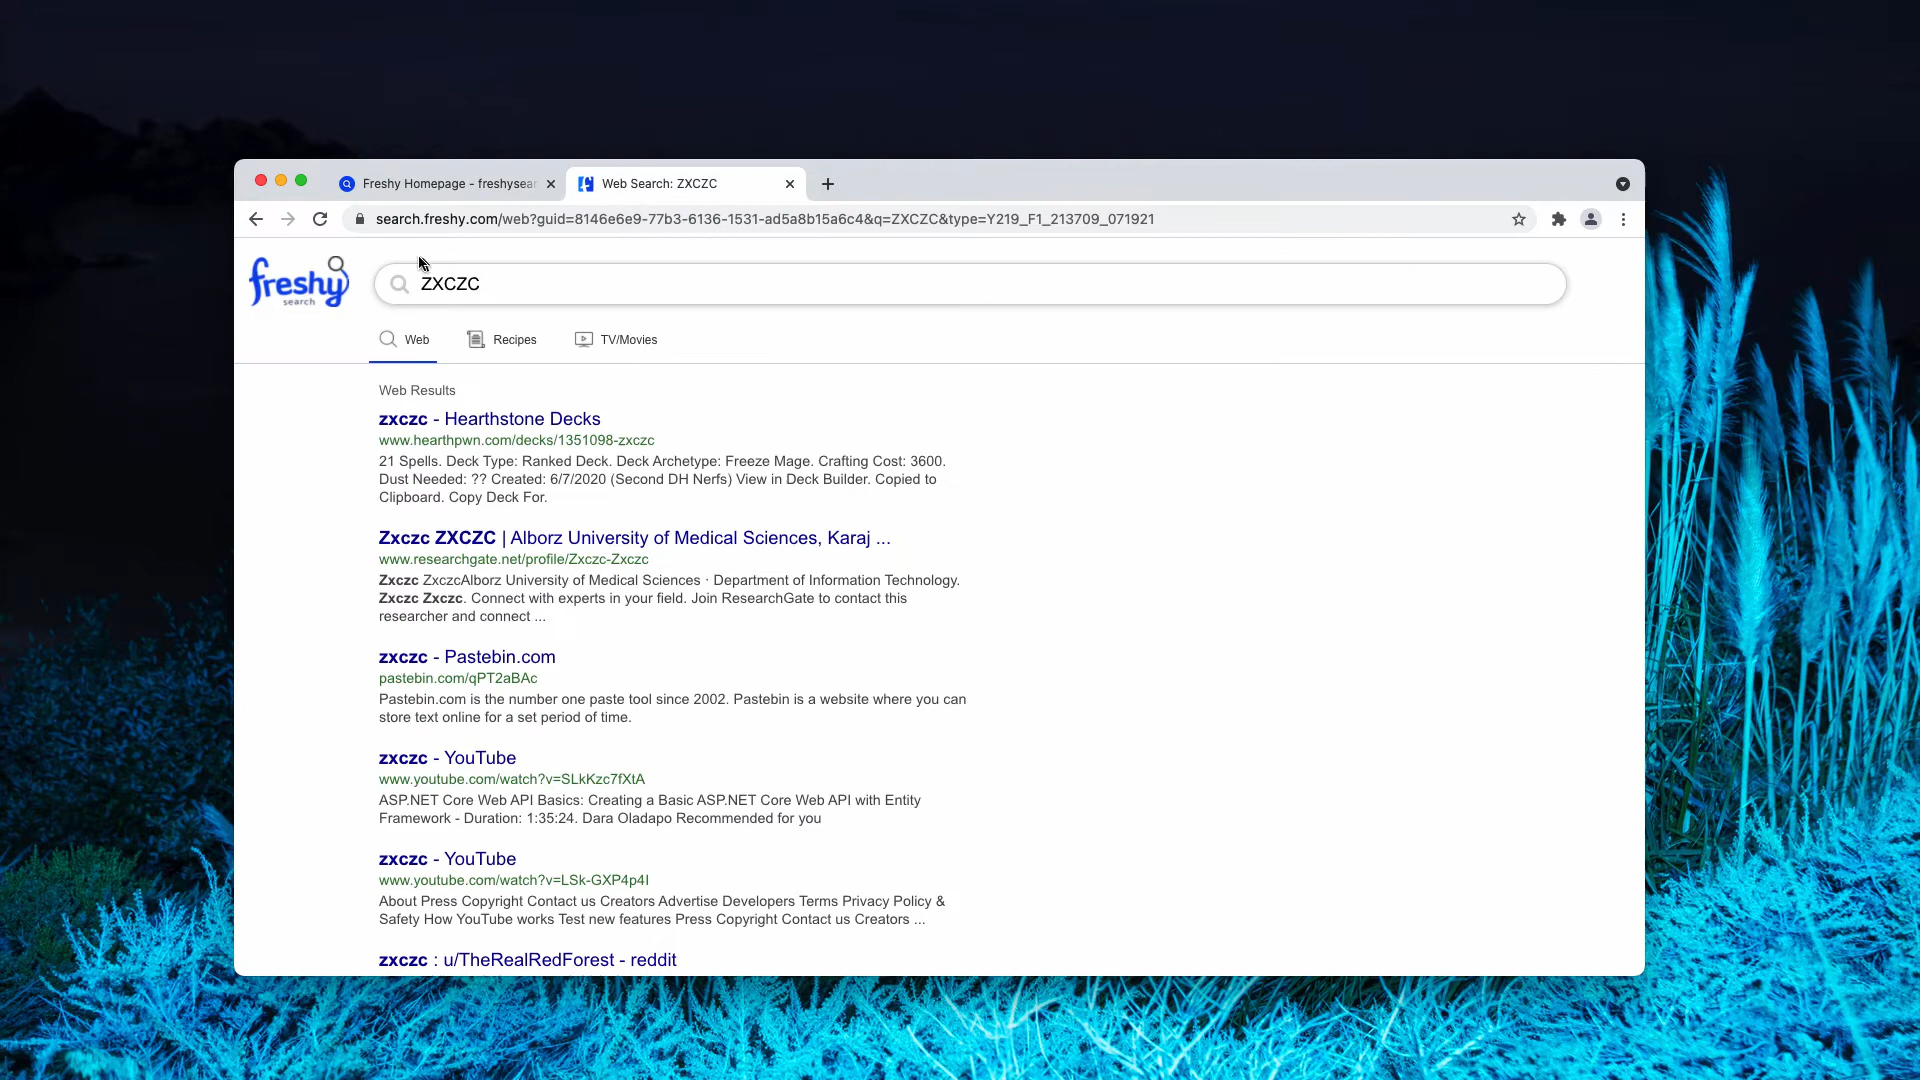 Freshy Homepage - freshysear
Web Search: ZXCZC
search.freshy.com/web?guid=8146e6e9-77b3-6136-1531-ad5a8b15a6c4&q=ZXCZC&type=Y219_F1_213709_071921
freshy
search
ZXCZC
Web
Recipes
TV/Movies
Web Results
zxczc - Hearthstone Decks
www.hearthpwn.com/decks/1351098-zxczc
21 Spells. Deck Type: Ranked Deck. Deck Archetype: Freeze Mage. Crafting Cost: 3600.
Dust Needed: ?? Created: 6/7/2020 (Second DH Nerfs) View in Deck Builder. Copied to
Clipboard. Copy Deck For.
Zxczc ZXCZC | Alborz University of Medical Sciences, Karaj ...
www.researchgate.net/profile/Zxczc-Zxczc
Zxczc ZxczcAlborz University of Medical Sciences · Department of Information Technology.
Zxczc Zxczc. Connect with experts in your field. Join ResearchGate to contact this
researcher and connect ...
zxczc - Pastebin.com
pastebin.com/qPT2aBAc
Pastebin.com is the number one paste tool since 2002. Pastebin is a website where you can
store text online for a set period of time.
zxczc - YouTube
www.youtube.com/watch?v=SLkKzc7fXtA
ASP.NET Core Web API Basics: Creating a Basic ASP.NET Core Web API with Entity
Framework - Duration: 1:35:24. Dara Oladapo Recommended for you
zxczc - YouTube
www.youtube.com/watch?v=LSk-GXP4p4I
About Press Copyright Contact us Creators Advertise Developers Terms Privacy Policy &
Safety How YouTube works Test new features Press Copyright Contact us Creators ...
zxczc : u/TheRealRedForest - reddit